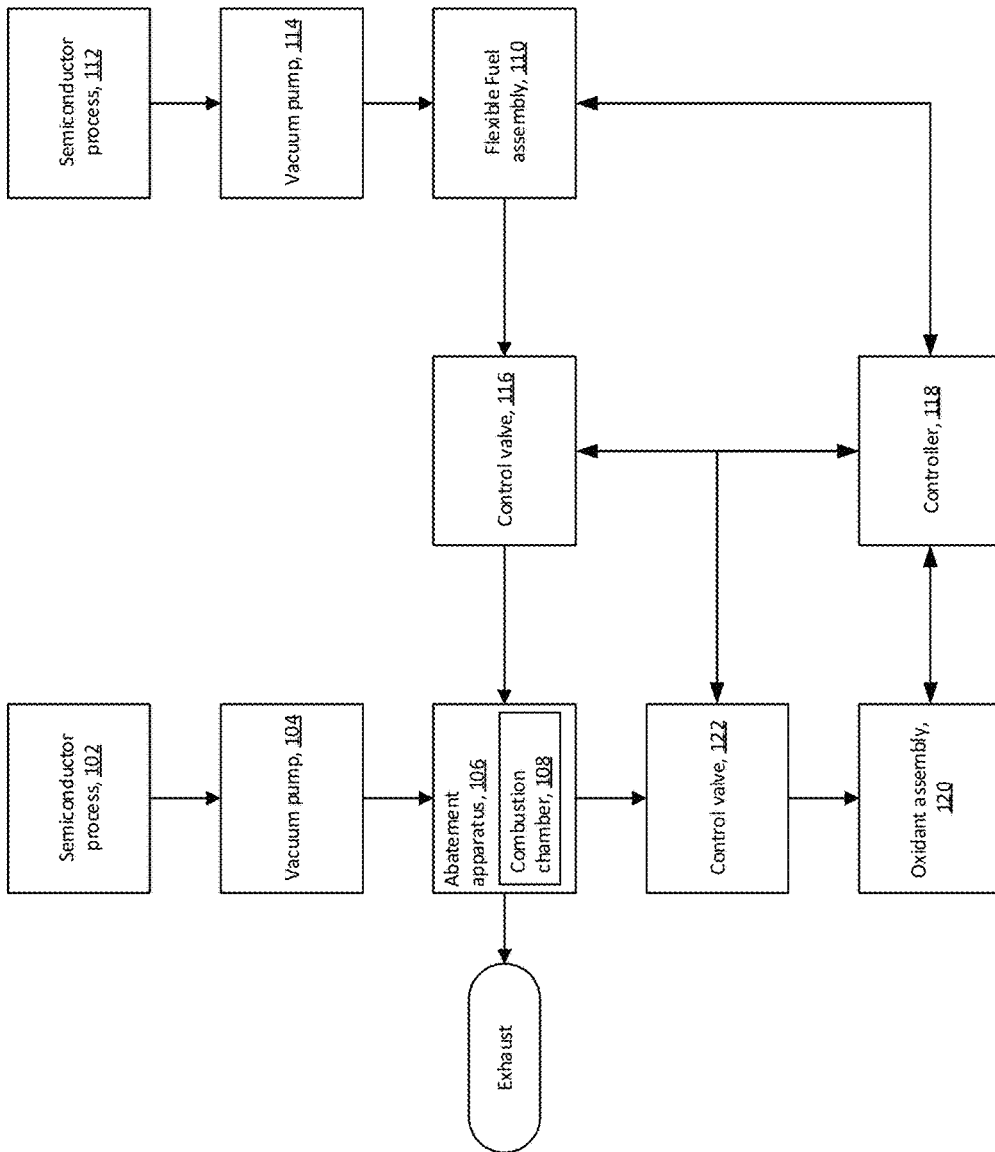 Semiconductor
process, 112
Vacuum pump, 114
Flexible Fuel
assembly, 110
Control valve, 116
Controller, 118
Semiconductor
process, 102
Vacuum pump, 104
Abatement
apparatus, 106
Combustion
chamber, 108
Control valve, 122
Oxidant assembly,
120
Exhaust